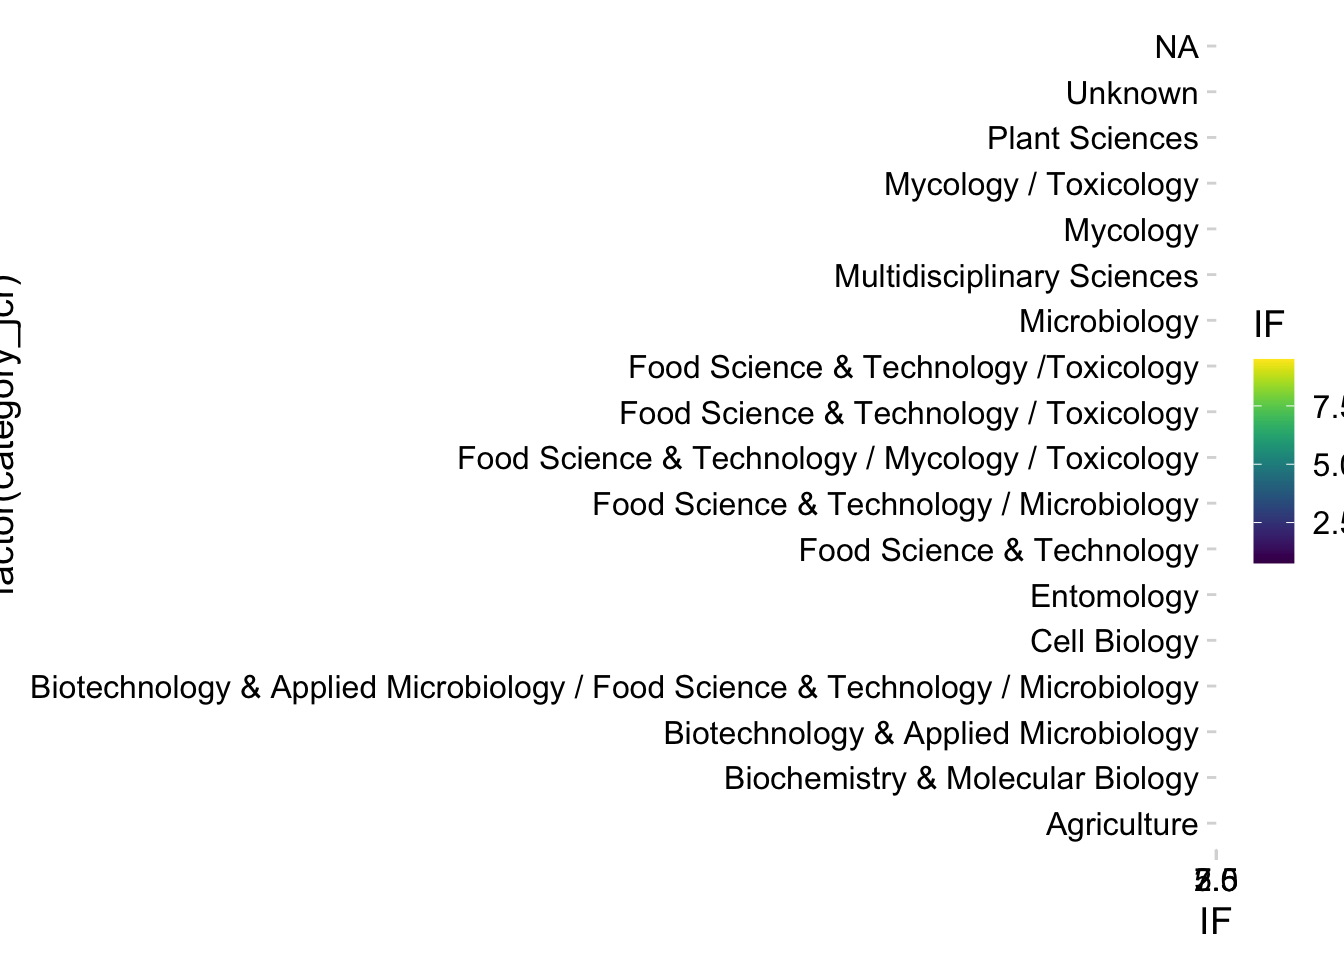 NA
Unknown
Plant Sciences
Mycology / Toxicology
Mycology
Multidisciplinary Sciences
Microbiology
Food Science & Technology /Toxicology
Food Science & Technology / Toxicology
Food Science & Technology / Mycology / Toxicology
Food Science & Technology / Microbiology
Food Science & Technology
Entomology
Cell Biology
Biotechnology & Applied Microbiology / Food Science & Technology / Microbiology
Biotechnology & Applied Microbiology
Biochemistry & Molecular Biology
Agriculture
factor(category_jcr)
IF
IF
7.5
5.0
2.5